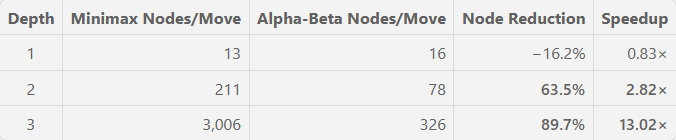 Depth Minimax Nodes/Move Alpha-Beta Nodes/Move Node Reduction Speedup
1 13 16 −16.2% 0.83×
2 211 78 63.5% 2.82×
3 3,006 326 89.7% 13.02×